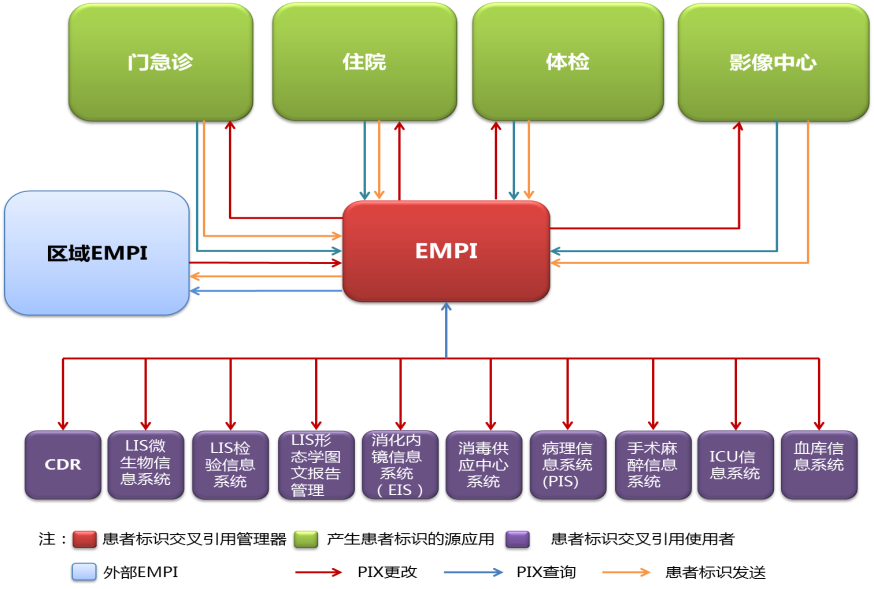 门急诊
住院
体检
影像中心
区域EMPI
EMPI
CDR
LIS微
生物信
息系统
LIS检
验信息
系统
LIS形
态学图
文报告
管理
消化内
镜信息
系统
（EIS）
消毒供
应中心
系统
病理信
息系统
(PIS)
手术麻
醉信息
系统
ICU信
息系统
血库信
息系统
注：患者标识交叉引用管理器 产生患者标识的源应用 患者标识交叉引用使用者
外部EMPI PIX更改 PIX查询 患者标识发送